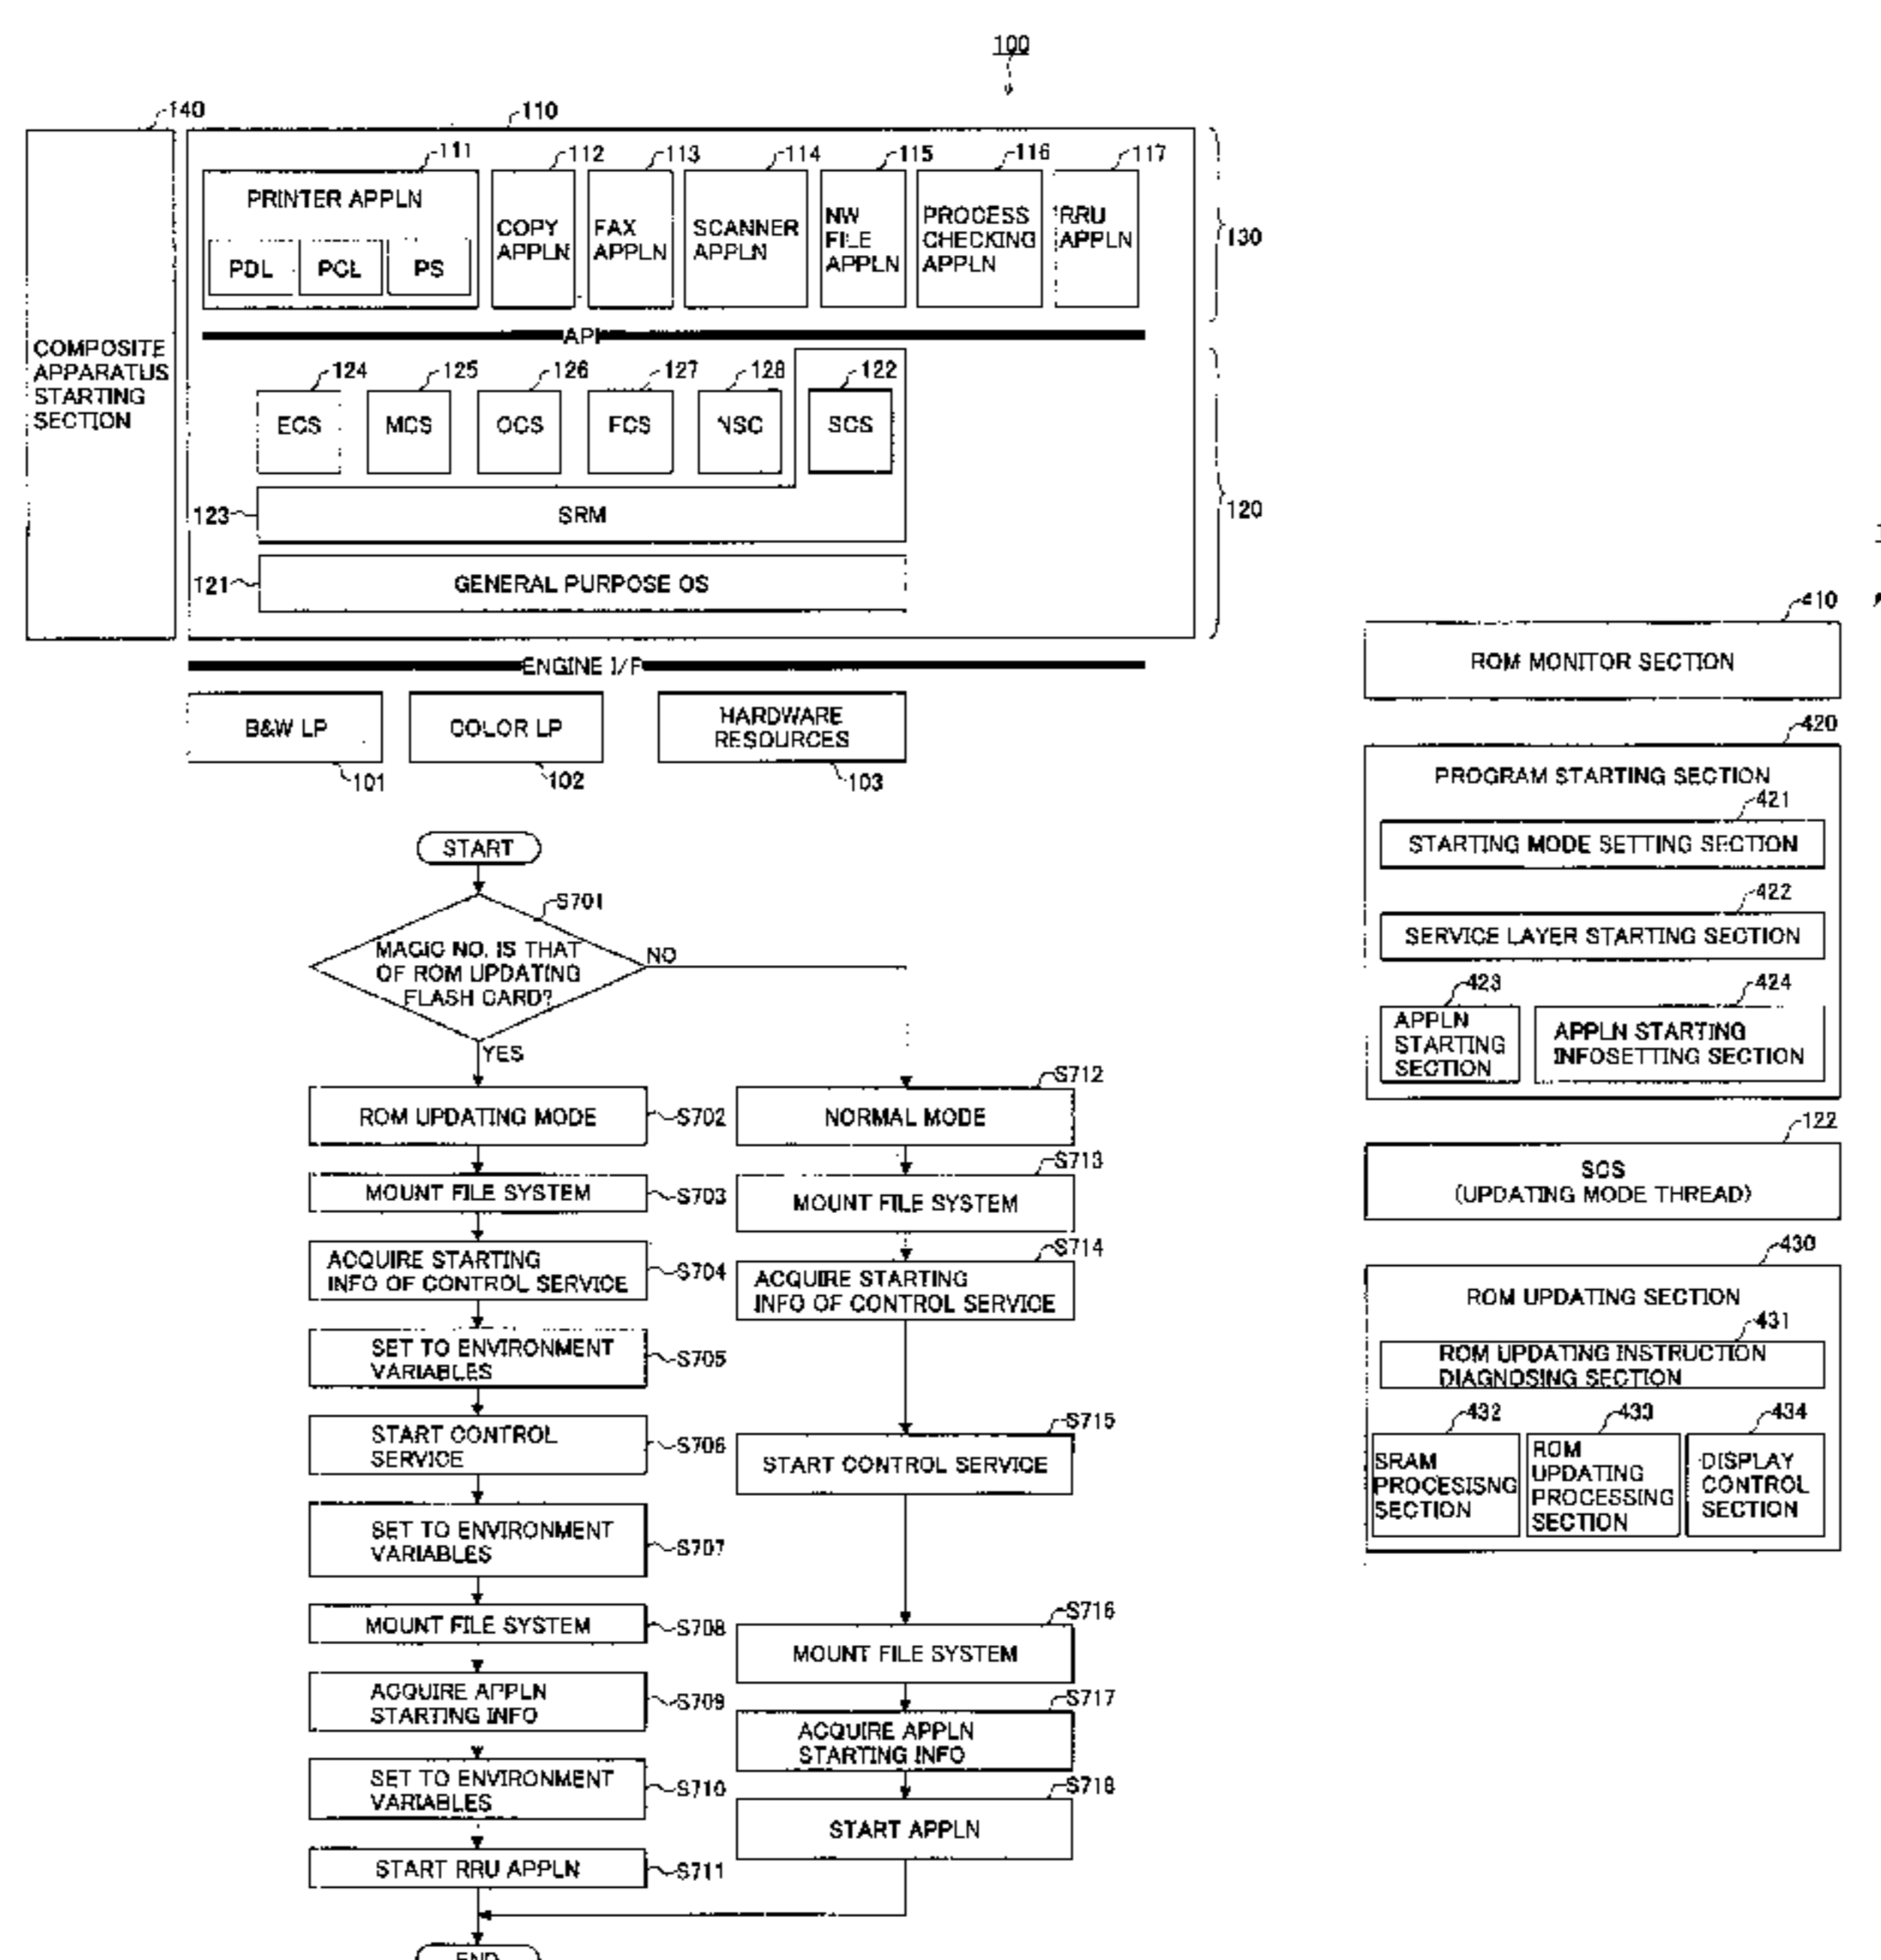 100
140
110
111
112
113
114
115
116
117
PRINTER APPLN
PDL
PCL
PS
COPY
APPLN
FAX
APPLN
SCANNER
APPLN
NW
FILE
APPLN
PROCESS
CHECKING
APPLN
RRU
APPLN
130
API
COMPOSITE
APPARATUS
STARTING
SECTION
124
125
126
127
128
122
ECS
MCS
OCS
FCS
NSC
SCS
123
SRM
120
121
GENERAL PURPOSE OS
ENGINE I/F
B&W LP
COLOR LP
HARDWARE
RESOURCES
101
102
103
START
S701
MAGIC NO. IS THAT
OF ROM UPDATING
FLASH CARD?
NO
YES
ROM UPDATING MODE
S702
MOUNT FILE SYSTEM
S703
ACQUIRE STARTING
INFO OF CONTROL SERVICE
S704
SET TO ENVIRONMENT
VARIABLES
S705
START CONTROL
SERVICE
S706
SET TO ENVIRONMENT
VARIABLES
S707
MOUNT FILE SYSTEM
S708
ACQUIRE APPLN
STARTING INFO
S709
SET TO ENVIRONMENT
VARIABLES
S710
START RRU APPLN
S711
END
S712
NORMAL MODE
S713
MOUNT FILE SYSTEM
S714
ACQUIRE STARTING
INFO OF CONTROL SERVICE
S715
START CONTROL SERVICE
S716
MOUNT FILE SYSTEM
S717
ACQUIRE APPLN
STARTING INFO
S718
START APPLN
410
ROM MONITOR SECTION
420
PROGRAM STARTING SECTION
421
STARTING MODE SETTING SECTION
422
SERVICE LAYER STARTING SECTION
423
APPLN
STARTING
SECTION
424
APPLN STARTING
INFOSETTING SECTION
122
SCS
(UPDATING MODE THREAD)
430
ROM UPDATING SECTION
431
ROM UPDATING INSTRUCTION
DIAGNOSING SECTION
432
SRAM
PROCESISNG
SECTION
433
ROM
UPDATING
PROCESSING
SECTION
434
DISPLAY
CONTROL
SECTION